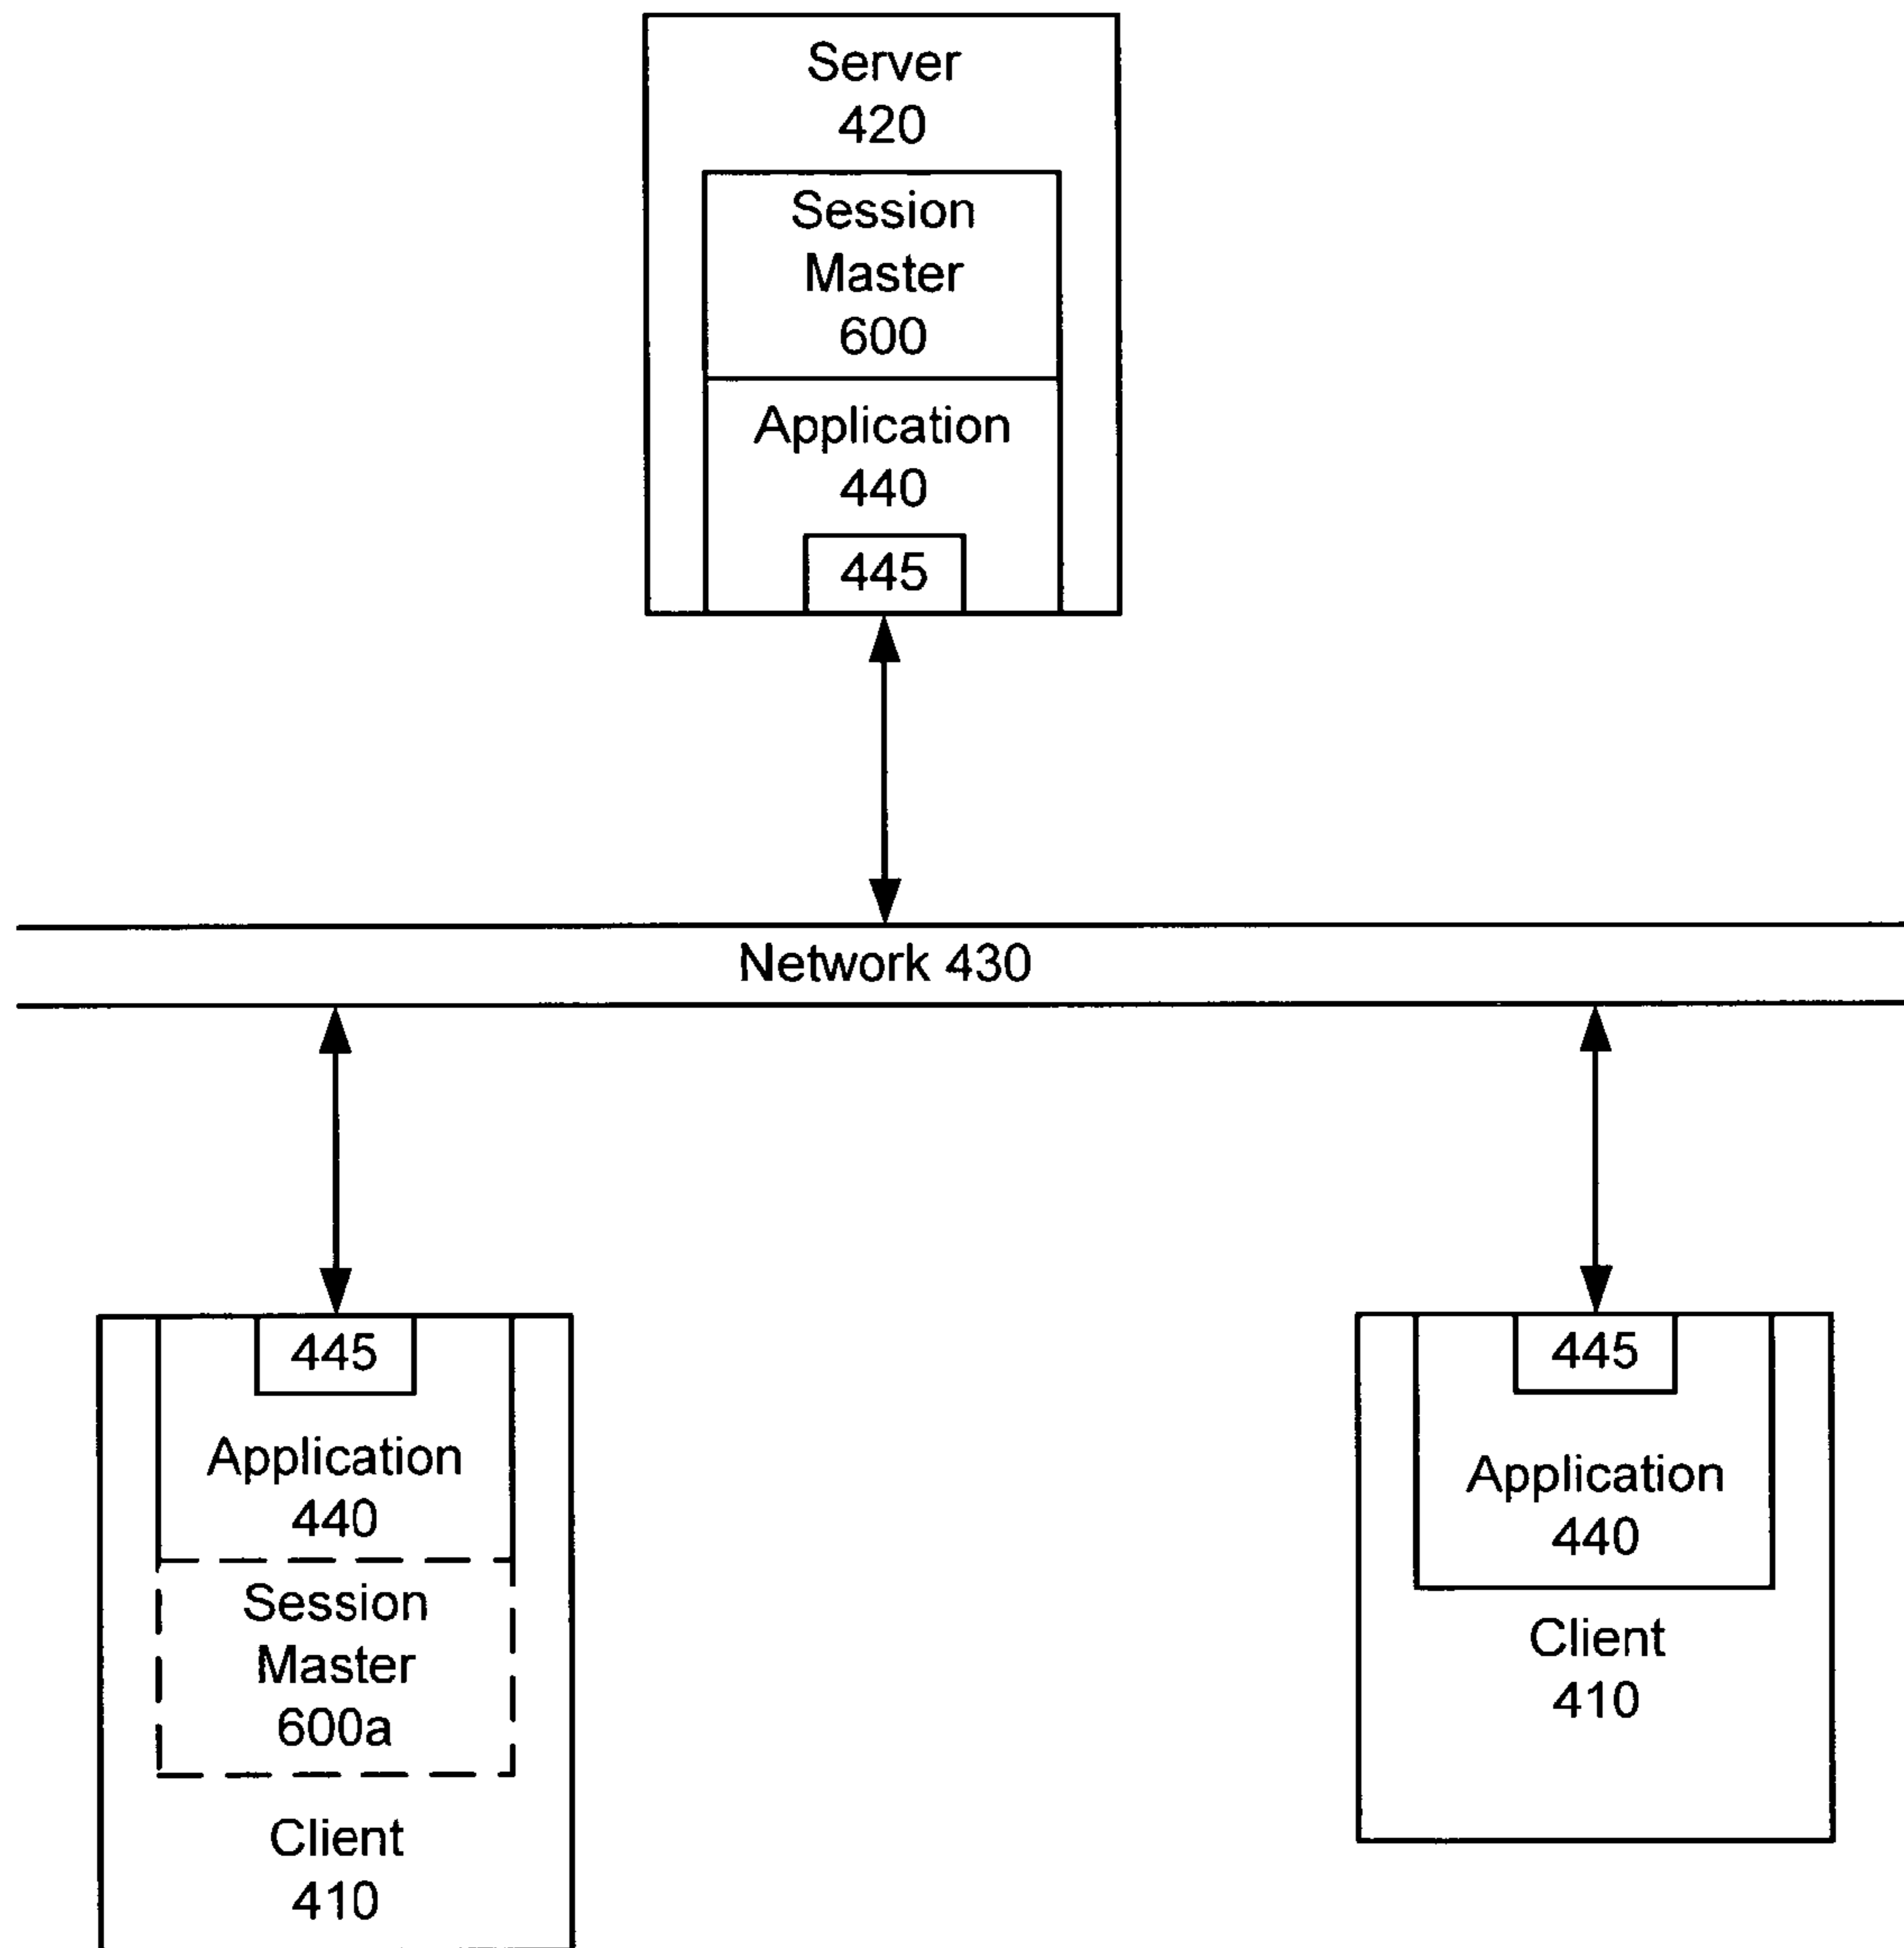 Server
420
Session
Master
600
Application
440
445
Network 430
445
Application
440
Session
Master
600a
Client
410
445
Application
440
Client
410